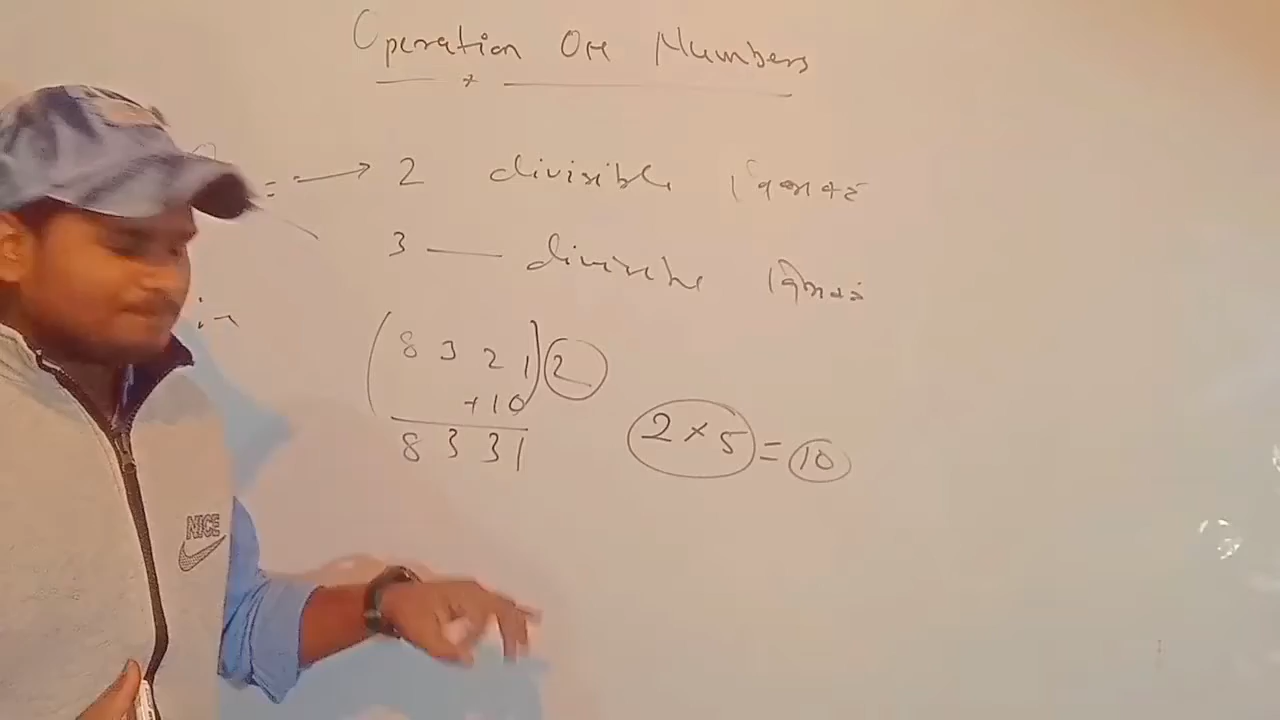 Operation On Numbers
= → 2 divisible
3 — divisible
in
(8 3 2 1) 2
+10
8 3 3 1
2 × 5 = 10
NICE